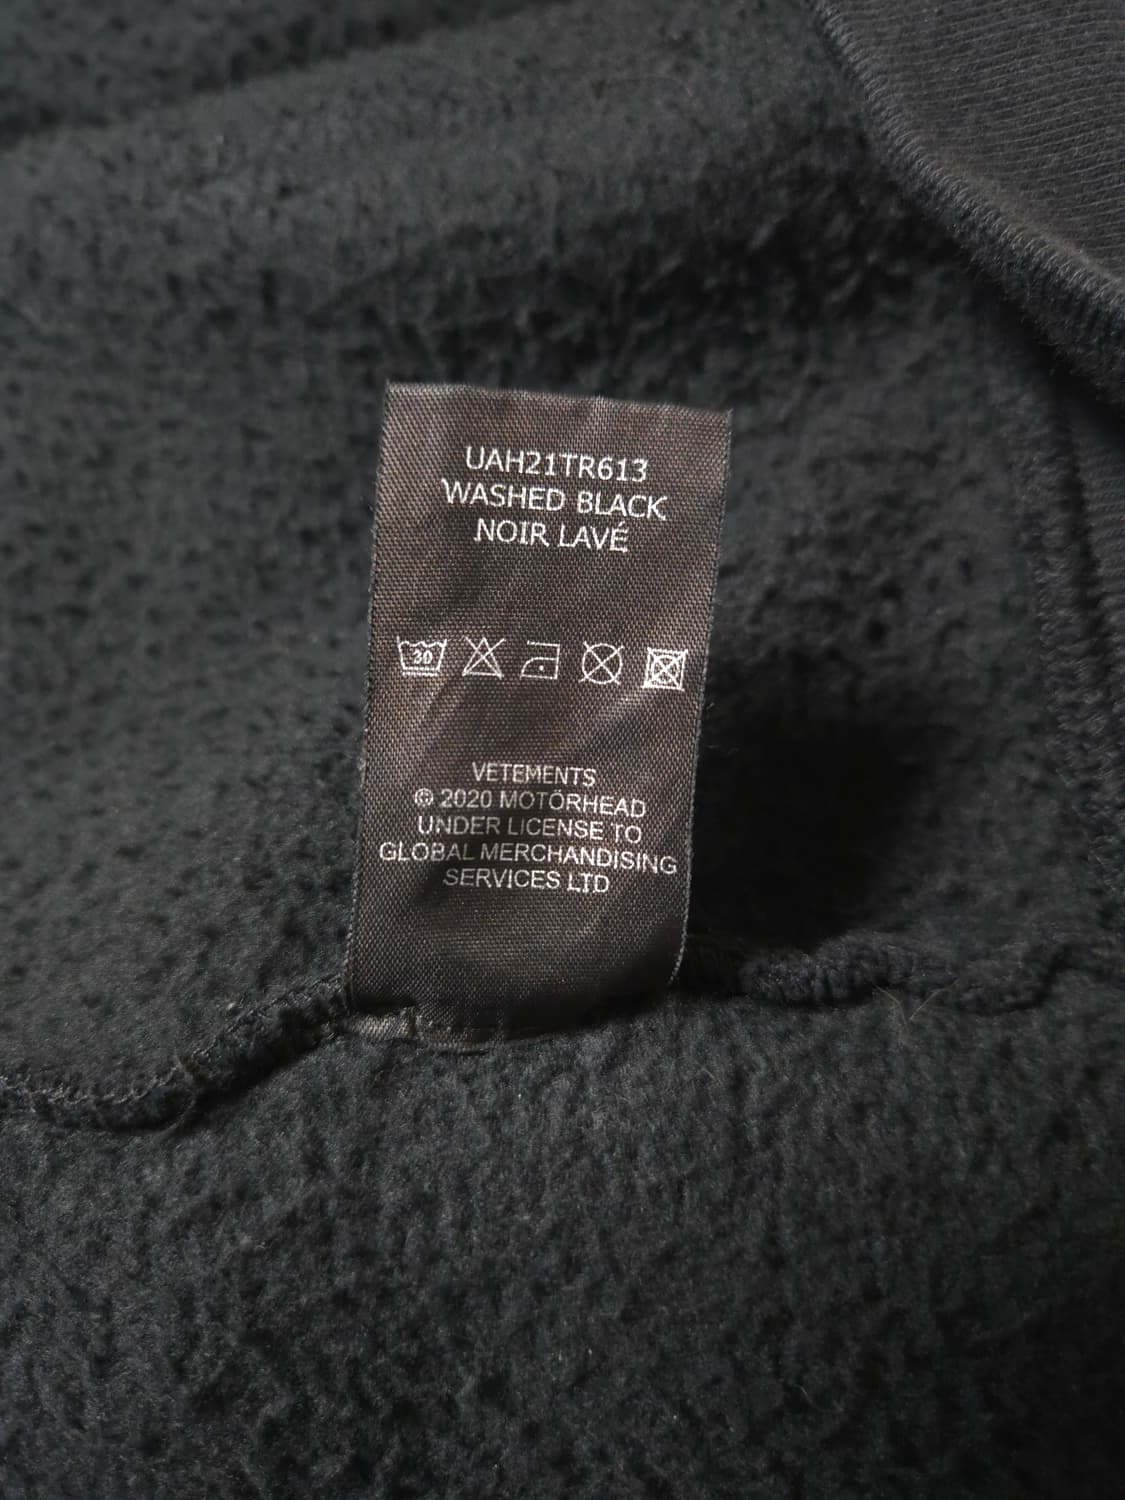 UAH21TR613
WASHED BLACK
NOIR LAVÉ
30
VETEMENTS
© 2020 MOTÖRHEAD
UNDER LICENSE TO
GLOBAL MERCHANDISING
SERVICES LTD